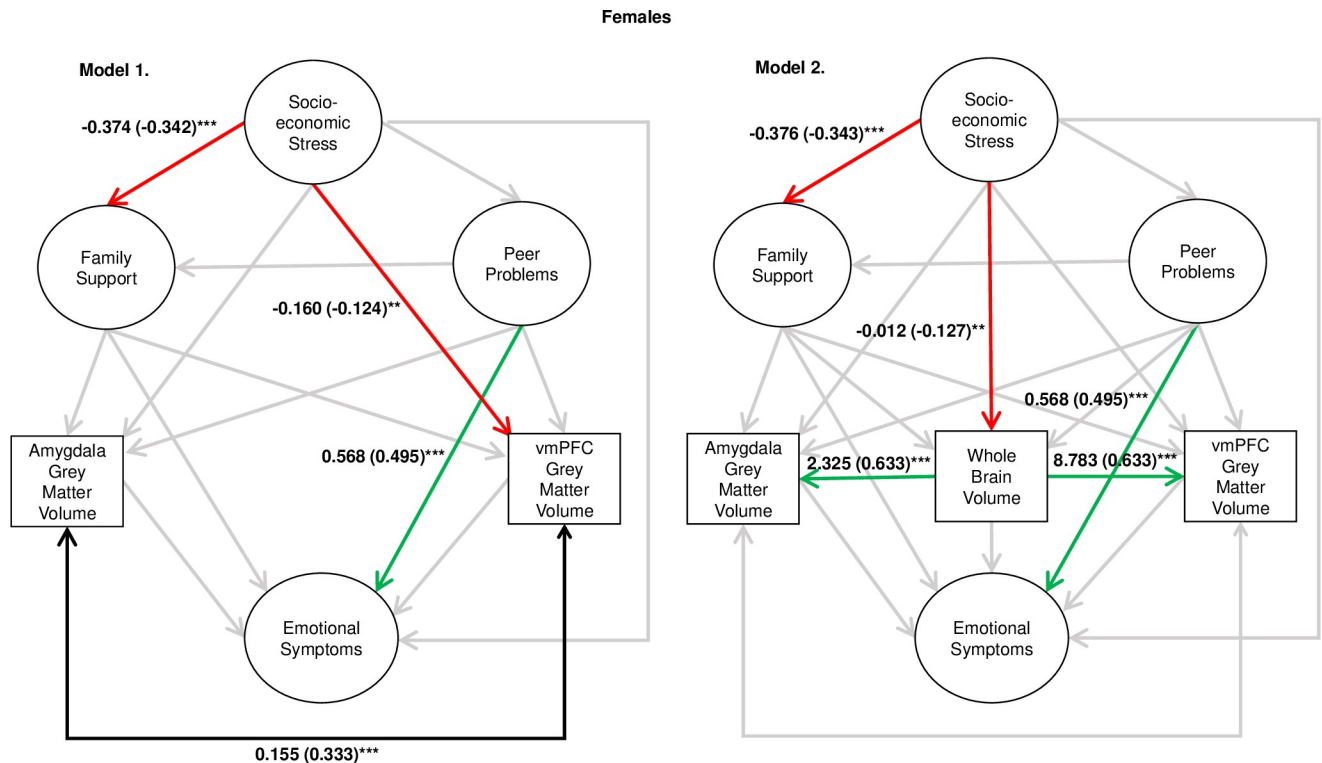 Females
Model 1.
Socio-
economic
Stress
-0.374 (-0.342)***
Family
Support
Peer
Problems
-0.160 (-0.124)**
0.568 (0.495)***
Amygdala
Grey
Matter
Volume
vmPFC
Grey
Matter
Volume
Emotional
Symptoms
0.155 (0.333)***
Model 2.
Socio-
economic
Stress
-0.376 (-0.343)***
Family
Support
Peer
Problems
-0.012 (-0.127)**
0.568 (0.495)***
Amygdala
Grey
Matter
Volume
2.325 (0.633)***
Whole
Brain
Volume
8.783 (0.633)***
vmPFC
Grey
Matter
Volume
Emotional
Symptoms